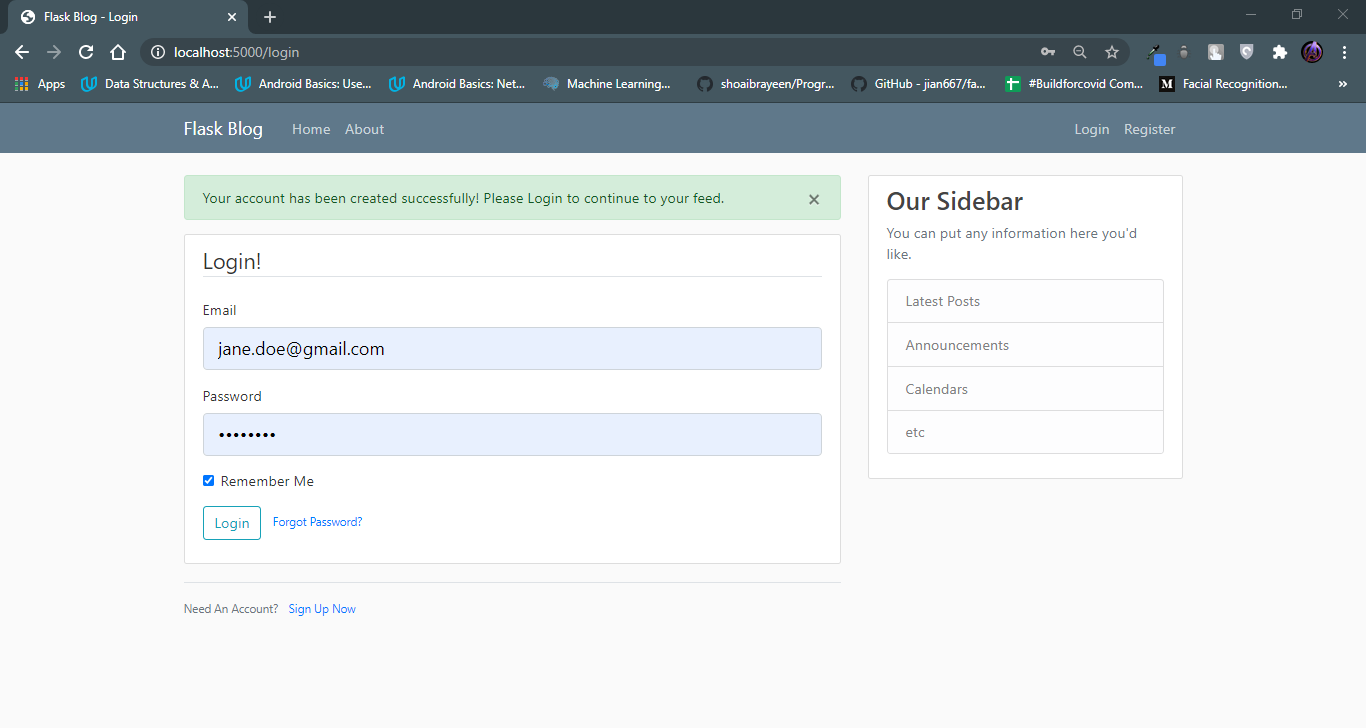 Flask Blog - Login
localhost:5000/login
Apps
Data Structures & A...
Android Basics: Use...
Android Basics: Net...
Machine Learning...
shoaibrayeen/Progr...
GitHub - jian667/fa...
#Buildforcovid Com...
Facial Recognition...
»
Flask Blog Home About Login Register
Your account has been created successfully! Please Login to continue to your feed. ×
Login!
Email
jane.doe@gmail.com
Password
••••••••
Remember Me
Login Forgot Password?
Need An Account? Sign Up Now
Our Sidebar
You can put any information here you'd
like.
Latest Posts
Announcements
Calendars
etc